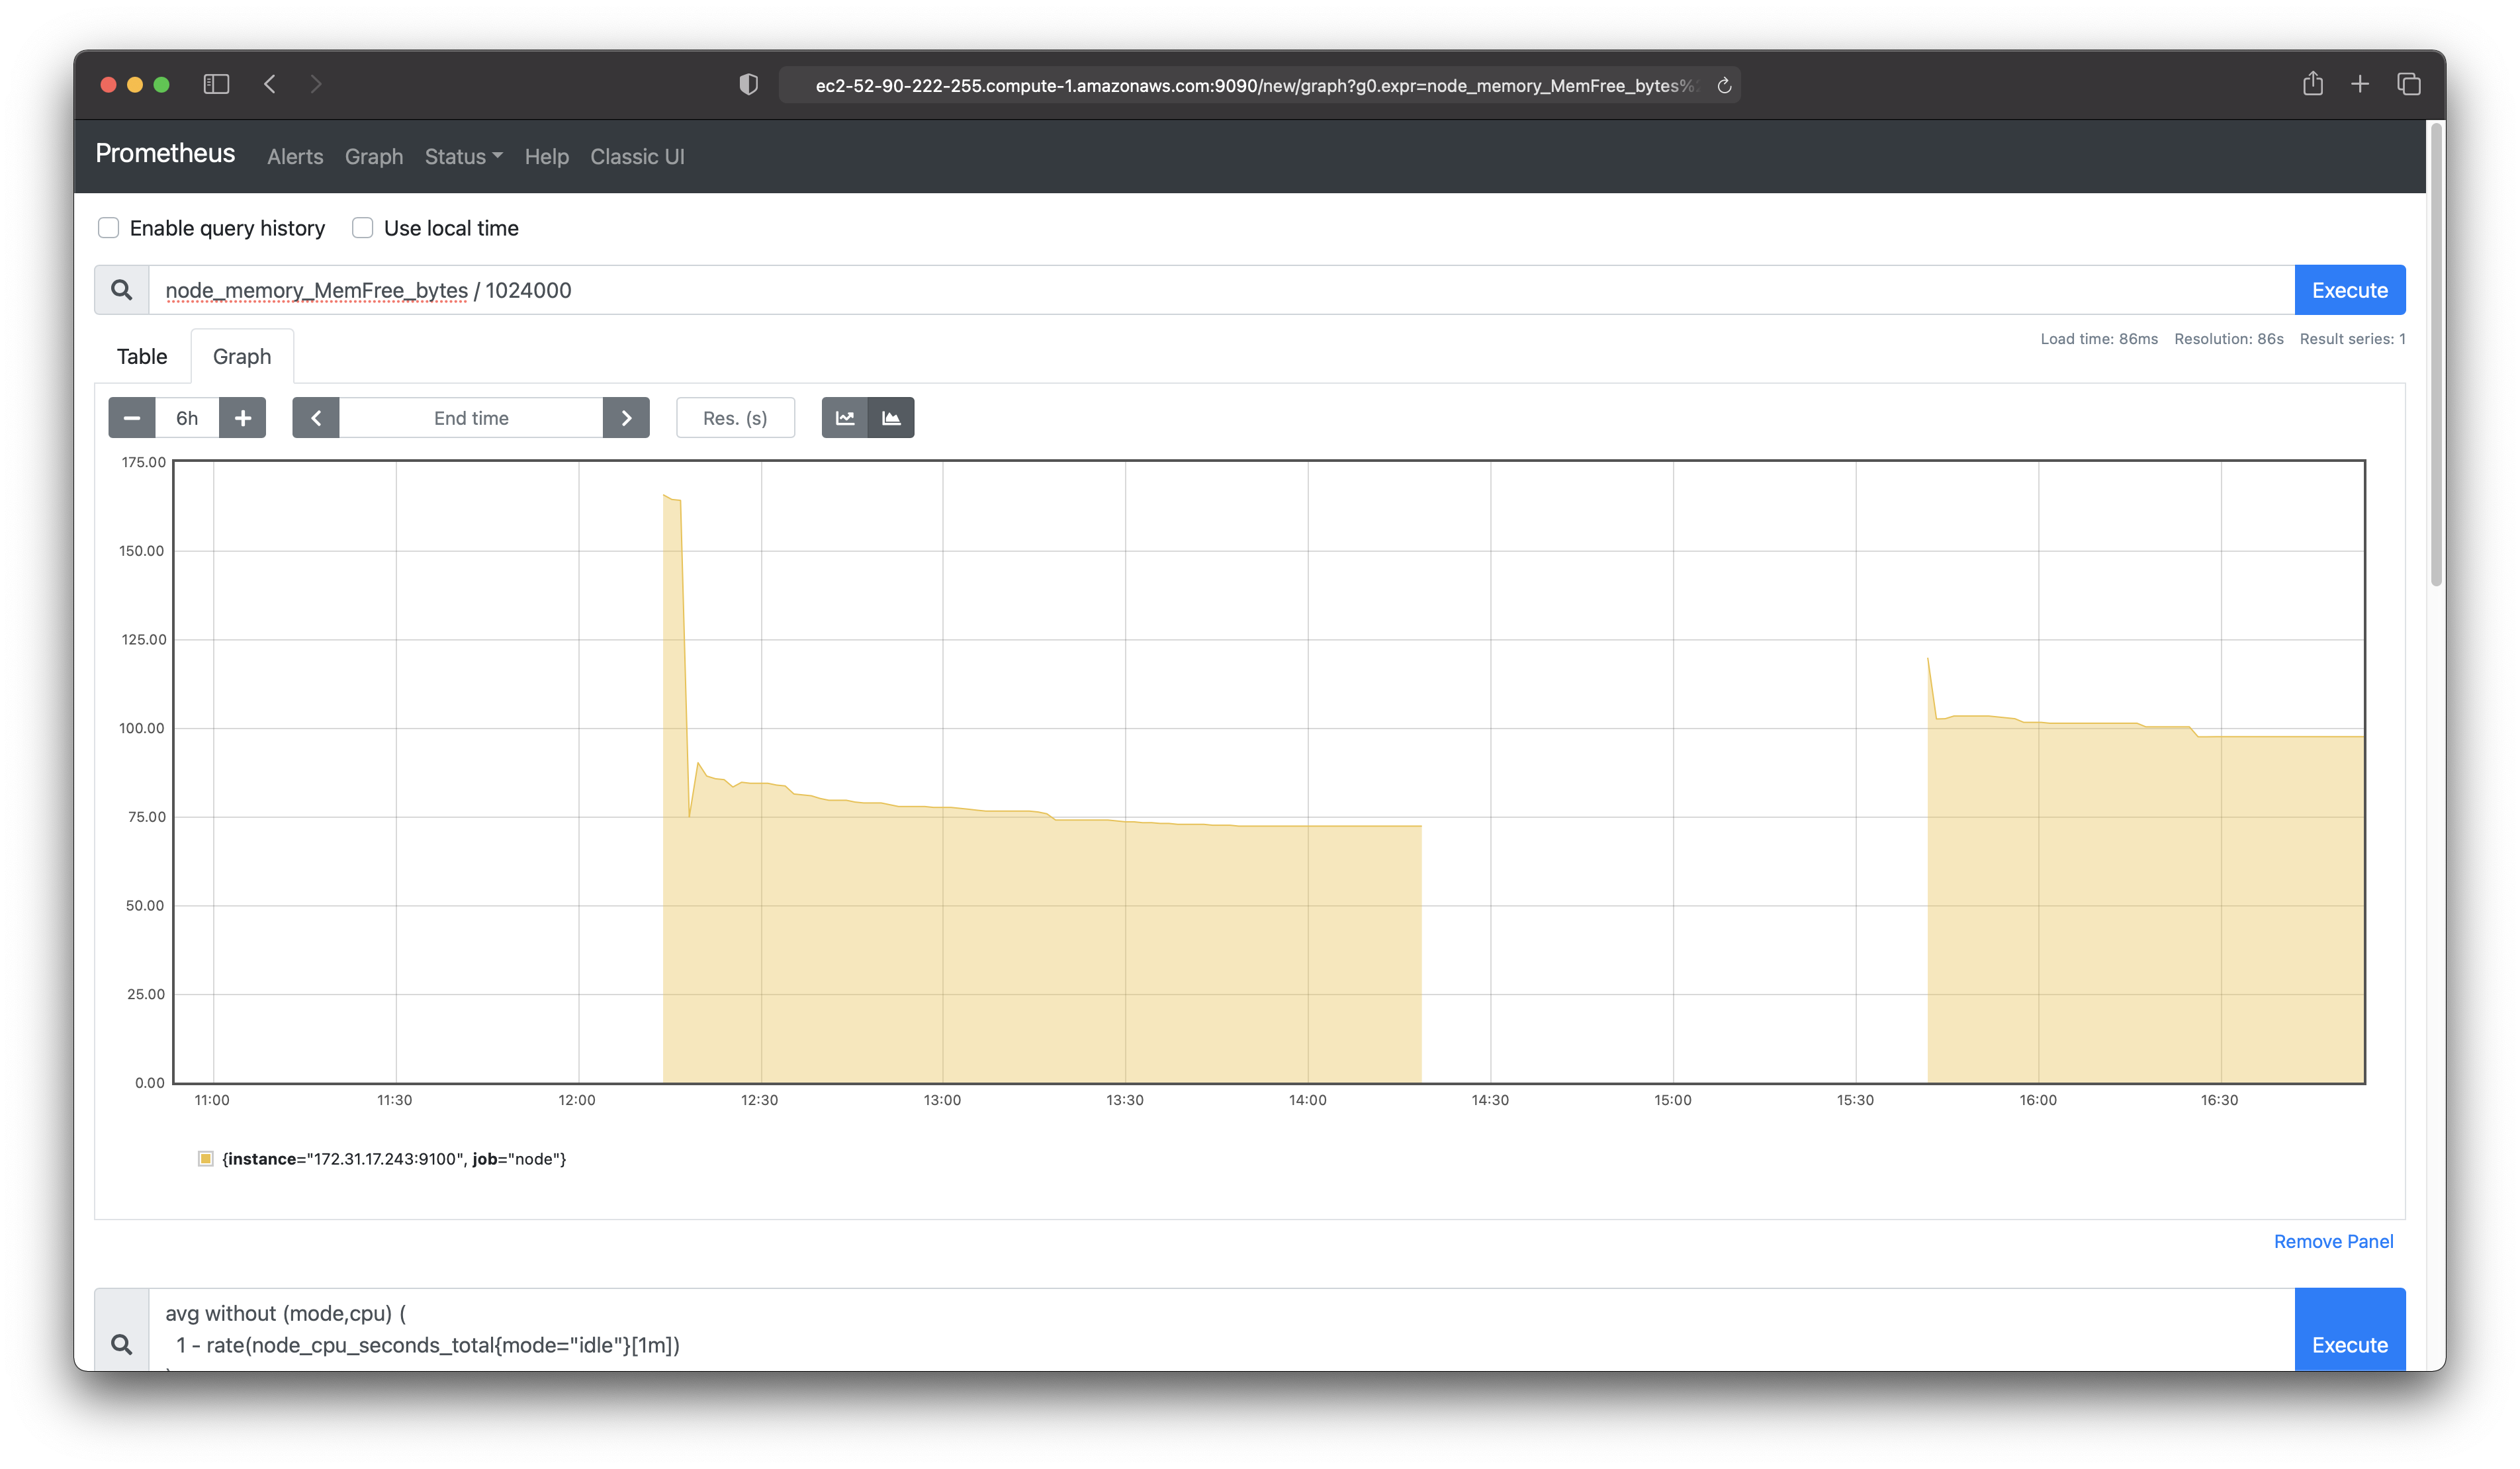 ec2-52-90-222-255.compute-1.amazonaws.com:9090/new/graph?g0.expr=node_memory_MemFree_bytes%
Prometheus Alerts Graph Status Help Classic UI
Enable query history Use local time
node_memory_MemFree_bytes / 1024000 Execute
Load time: 86ms Resolution: 86s Result series: 1
Table Graph
6h End time Res. (s)
175.00
150.00
125.00
100.00
75.00
50.00
25.00
0.00
11:00 11:30 12:00 12:30 13:00 13:30 14:00 14:30 15:00 15:30 16:00 16:30
{instance="172.31.17.243:9100", job="node"}
Remove Panel
avg without (mode,cpu) (
1 - rate(node_cpu_seconds_total{mode="idle"}[1m])
Execute